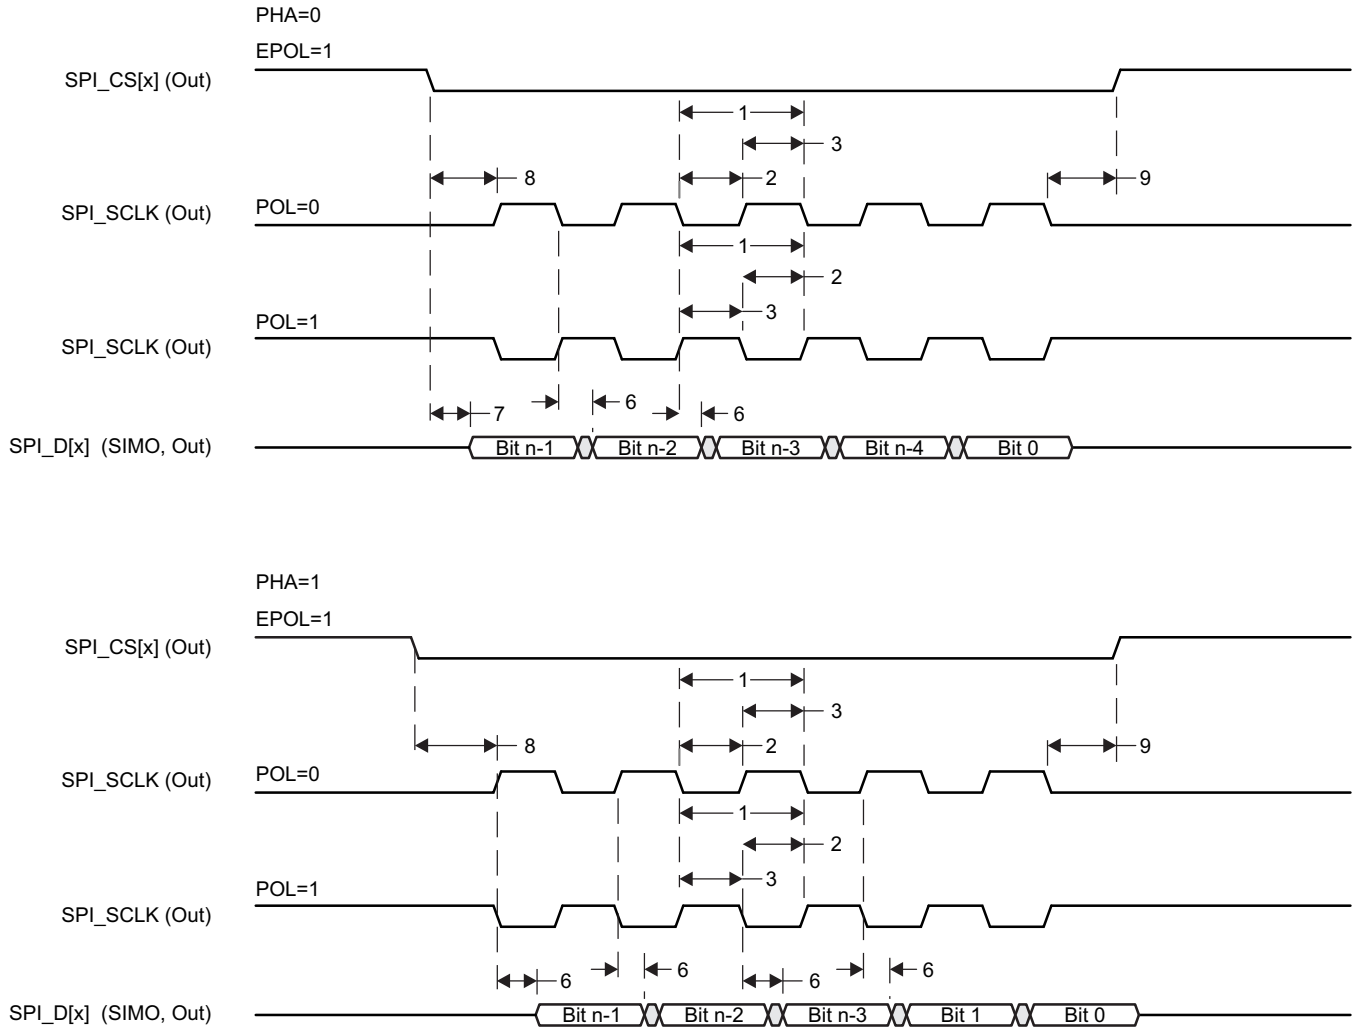 PHA=0
EPOL=1
SPI_CS[x] (Out)
1
3
8
2
9
SPI_SCLK (Out)
POL=0
1
2
3
POL=1
SPI_SCLK (Out)
7
6
6
SPI_D[x] (SIMO, Out)
Bit n-1
Bit n-2
Bit n-3
Bit n-4
Bit 0
PHA=1
EPOL=1
SPI_CS[x] (Out)
1
3
8
2
9
SPI_SCLK (Out)
POL=0
1
2
3
POL=1
SPI_SCLK (Out)
6
6
6
6
SPI_D[x] (SIMO, Out)
Bit n-1
Bit n-2
Bit n-3
Bit 1
Bit 0